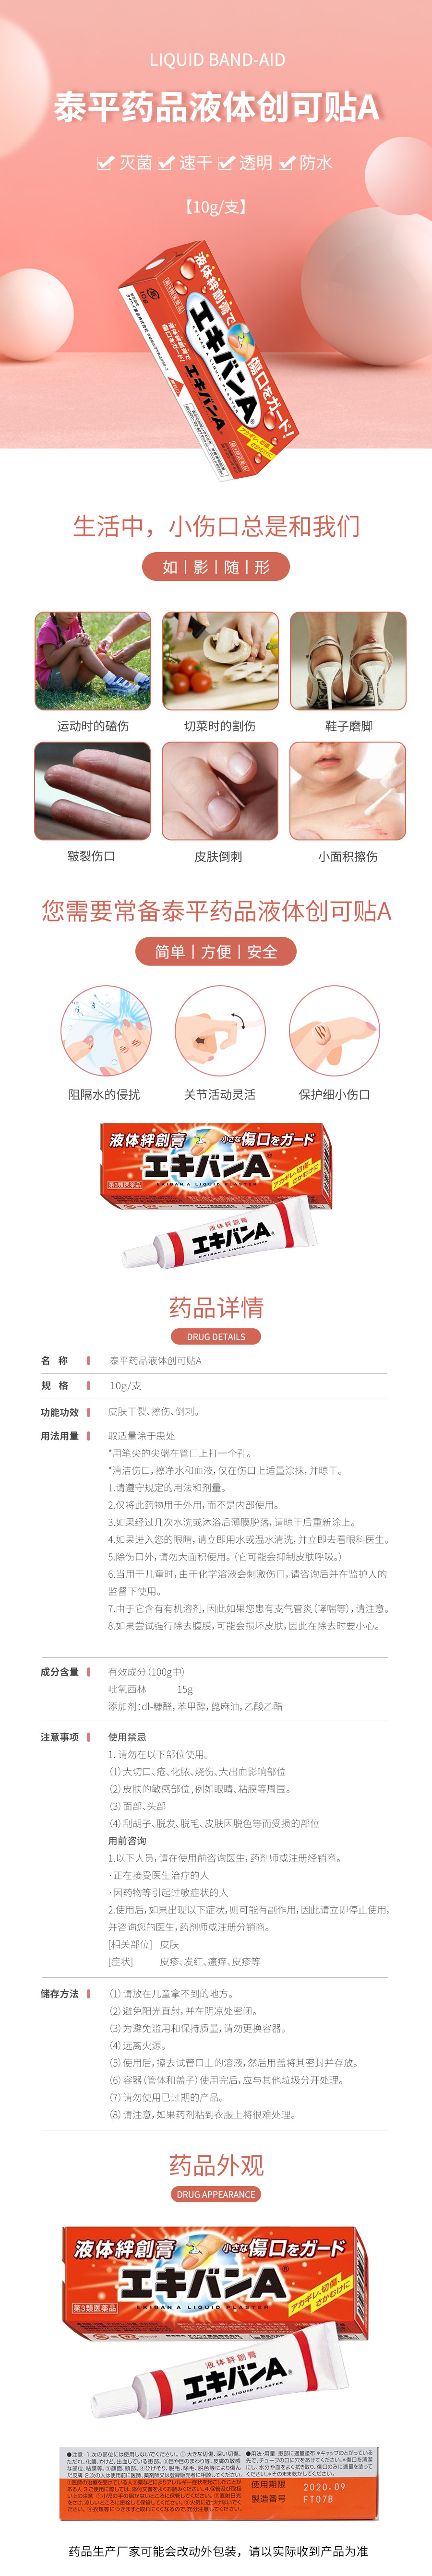 LIQUID BAND-AID
泰平药品液体创可贴A
灭菌 速干 透明 防水
【10g/支】
液体絆創膏で
傷口をガード!
エキバンA
エキバンA
生活中，小伤口总是和我们
如|影|随|形
运动时的磕伤
切菜时的割伤
鞋子磨脚
皲裂伤口
皮肤倒刺
小面积擦伤
您需要常备泰平药品液体创可贴A
简单|方便|安全
阻隔水的侵扰
关节活动灵活
保护细小伤口
液体絆創膏
小さな傷口をガード
エキバンA
EKIBAN A LIQUID PLASTER
第3類医薬品
アカギレ、切傷、
さかむけに
液体絆創膏
エキバンA
EKIBAN A LIQUID PLASTER
药品详情
DRUG DETAILS
名 称 泰平药品液体创可贴A
规 格 10g/支
功能功效 皮肤干裂、擦伤、倒刺。
用法用量 取适量涂于患处
*用笔尖的尖端在管口上打一个孔。
*清洁伤口，擦净水和血液，仅在伤口上适量涂抹，并晾干。
1.请遵守规定的用法和剂量。
2.仅将此药物用于外用，而不是内部使用。
3.如果经过几次水洗或沐浴后薄膜脱落，请晾干后重新涂上。
4.如果进入您的眼睛，请立即用水或温水清洗，并立即去看眼科医生。
5.除伤口外，请勿大面积使用。（它可能会抑制皮肤呼吸。）
6.当用于儿童时，由于化学溶液会刺激伤口，请咨询后并在监护人的
监督下使用。
7.由于它含有有机溶剂，因此如果您患有支气管炎（哮喘等），请注意。
8.如果尝试强行除去腹膜，可能会损坏皮肤，因此在除去时要小心。
成分含量 有效成分（100g中）
吡氧西林 15g
添加剂：dl-糠醛，苯甲醇，蓖麻油，乙酸乙酯
注意事项 使用禁忌
1. 请勿在以下部位使用。
（1）大切口、疮、化脓、烧伤、大出血影响部位
（2）皮肤的敏感部位，例如眼睛、粘膜等周围。
（3）面部、头部
（4）刮胡子、脱发、脱毛、皮肤因脱色等而受损的部位
用前咨询
1.以下人员，请在使用前咨询医生，药剂师或注册经销商。
·正在接受医生治疗的人
·因药物等引起过敏症状的人
2.使用后，如果出现以下症状，则可能有副作用，因此请立即停止使用，
并咨询您的医生，药剂师或注册分销商。
[相关部位] 皮肤
[症状] 皮疹、发红、瘙痒、皮疹等
储存方法 （1）请放在儿童拿不到的地方。
（2）避免阳光直射，并在阴凉处密闭。
（3）为避免滥用和保持质量，请勿更换容器。
（4）远离火源。
（5）使用后，擦去试管口上的溶液，然后用盖将其密封并存放。
（6）容器（管体和盖子）使用完后，应与其他垃圾分开处理。
（7）请勿使用已过期的产品。
（8）请注意，如果药剂粘到衣服上将很难处理。
药品外观
DRUG APPEARANCE
液体絆創膏
小さな傷口をガード
エキバンA
EKIBAN A LIQUID PLASTER
第3類医薬品
アカギレ、切傷、
さかむけに
液体絆創膏
エキバンA
EKIBAN A LIQUID PLASTER
使用期限 2020.09
製造番号 FT07B
药品生产厂家可能会改动外包装，请以实际收到产品为准